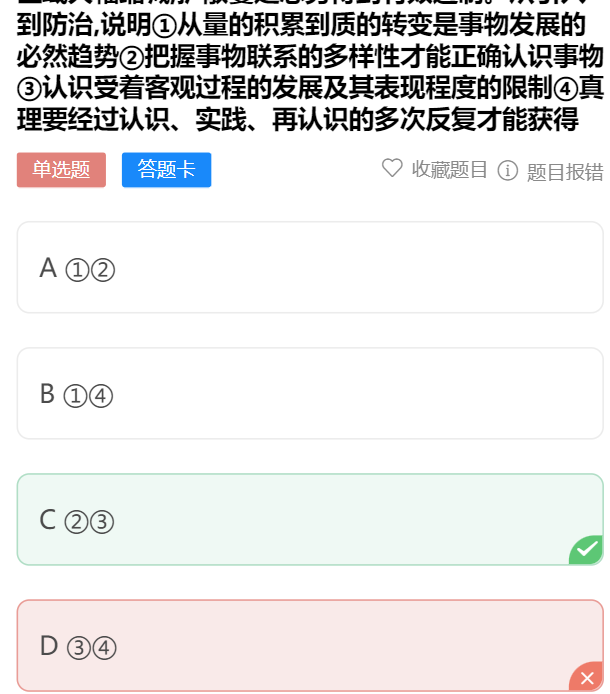 到防治,说明①从量的积累到质的转变是事物发展的
必然趋势②把握事物联系的多样性才能正确认识事物
③认识受着客观过程的发展及其表现程度的限制④真
理要经过认识、实践、再认识的多次反复才能获得
单选题 答题卡 收藏题目 题目报错
A ①②
B ①④
C ②③
D ③④